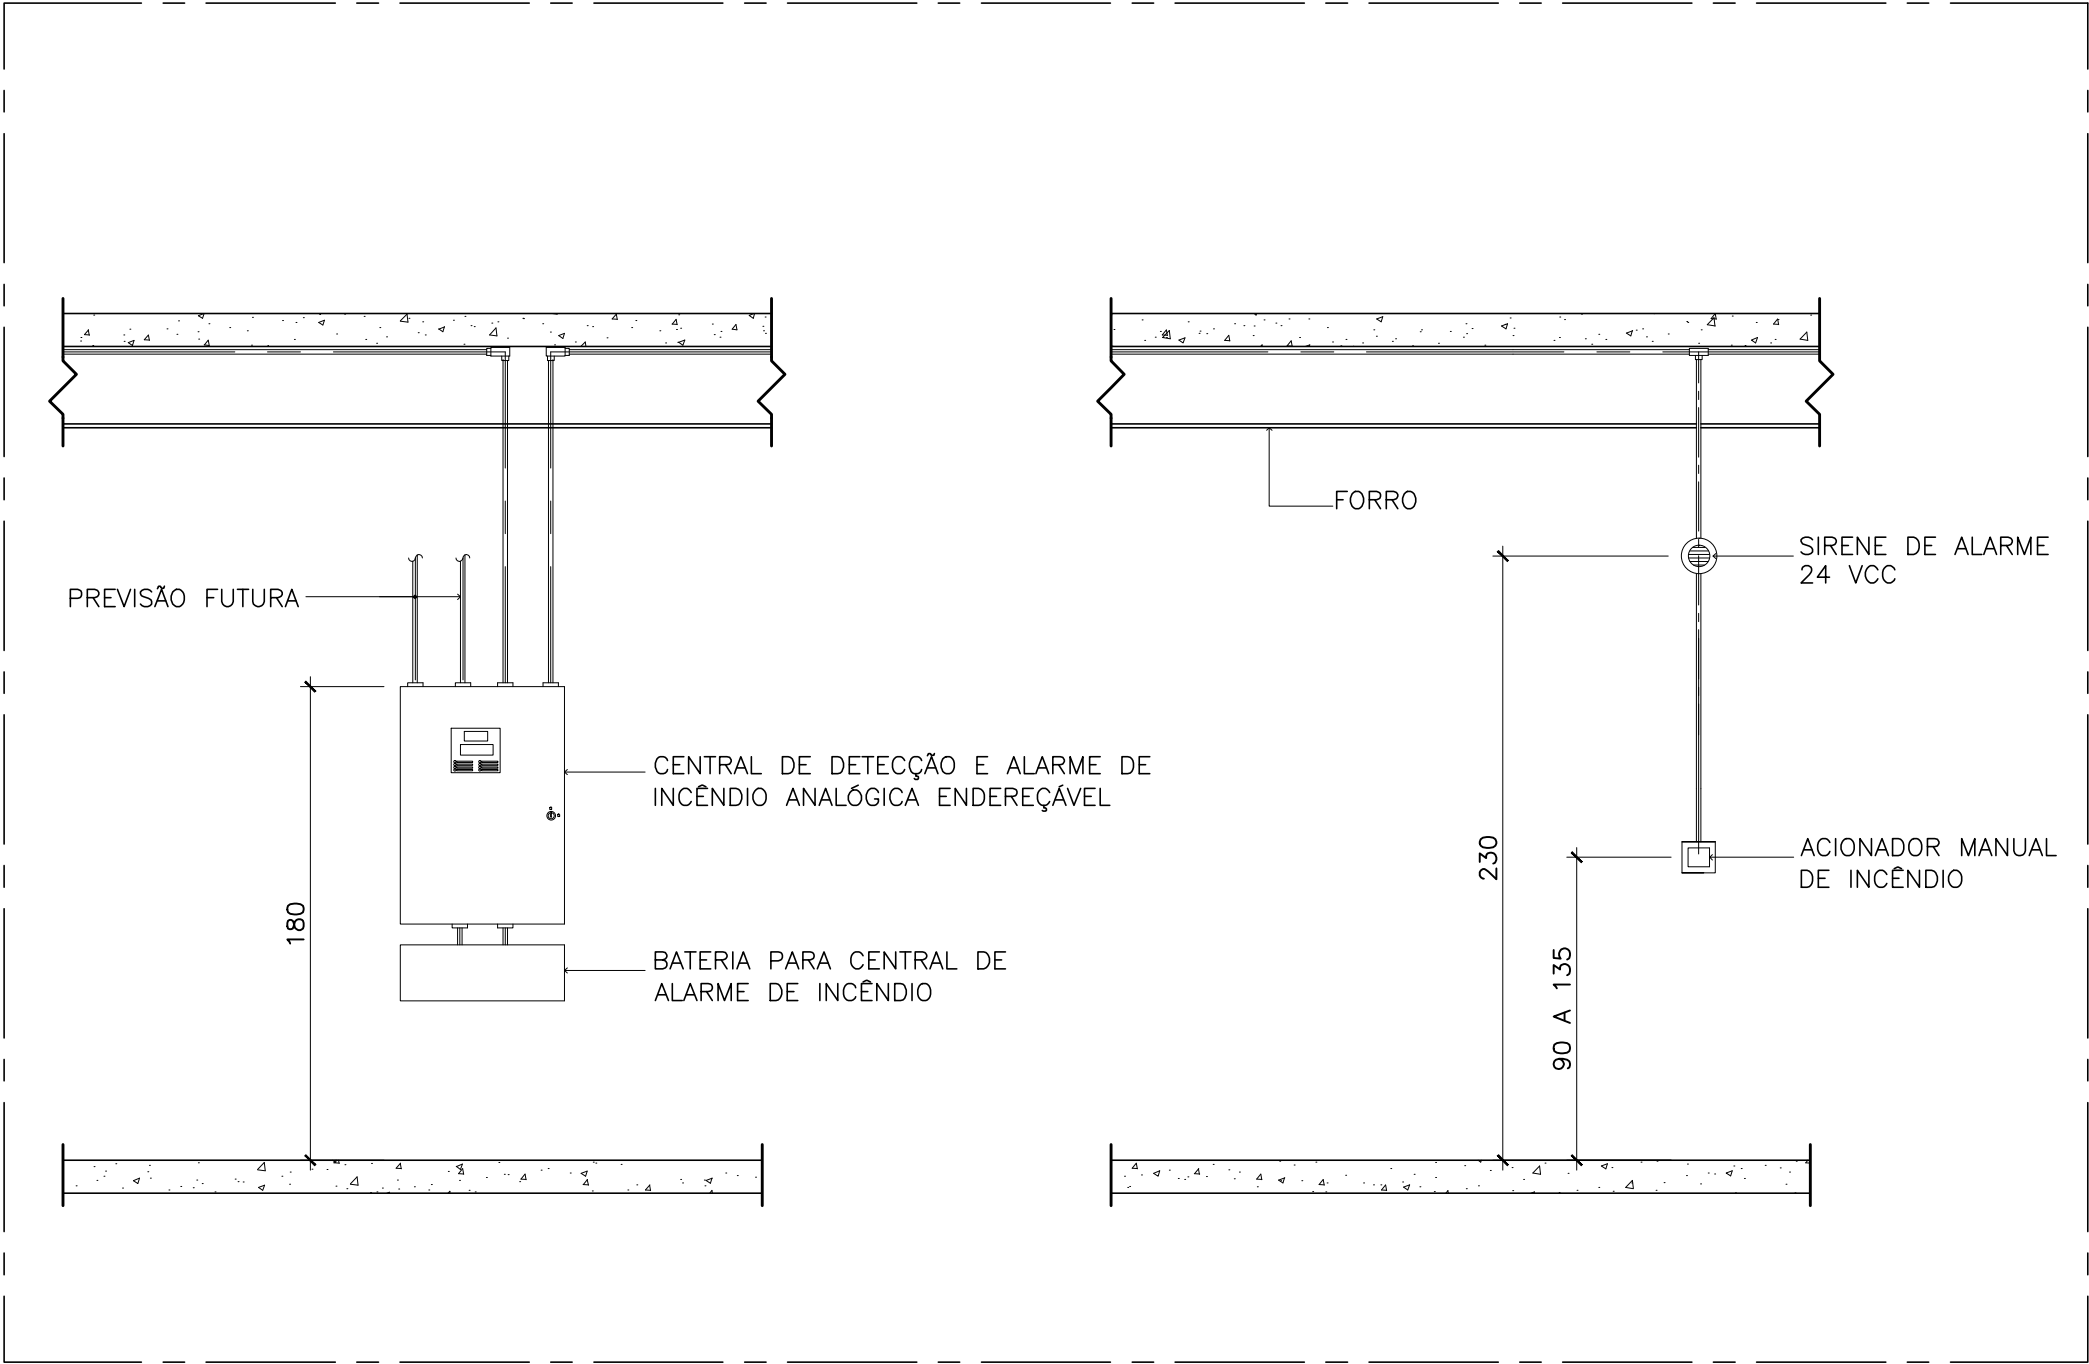 PREVISÃO FUTURA
180
CENTRAL DE DETECÇÃO E ALARME DE
INCÊNDIO ANALÓGICA ENDEREÇÁVEL
BATERIA PARA CENTRAL DE
ALARME DE INCÊNDIO
FORRO
SIRENE DE ALARME
24 VCC
230
ACIONADOR MANUAL
DE INCÊNDIO
90 A 135